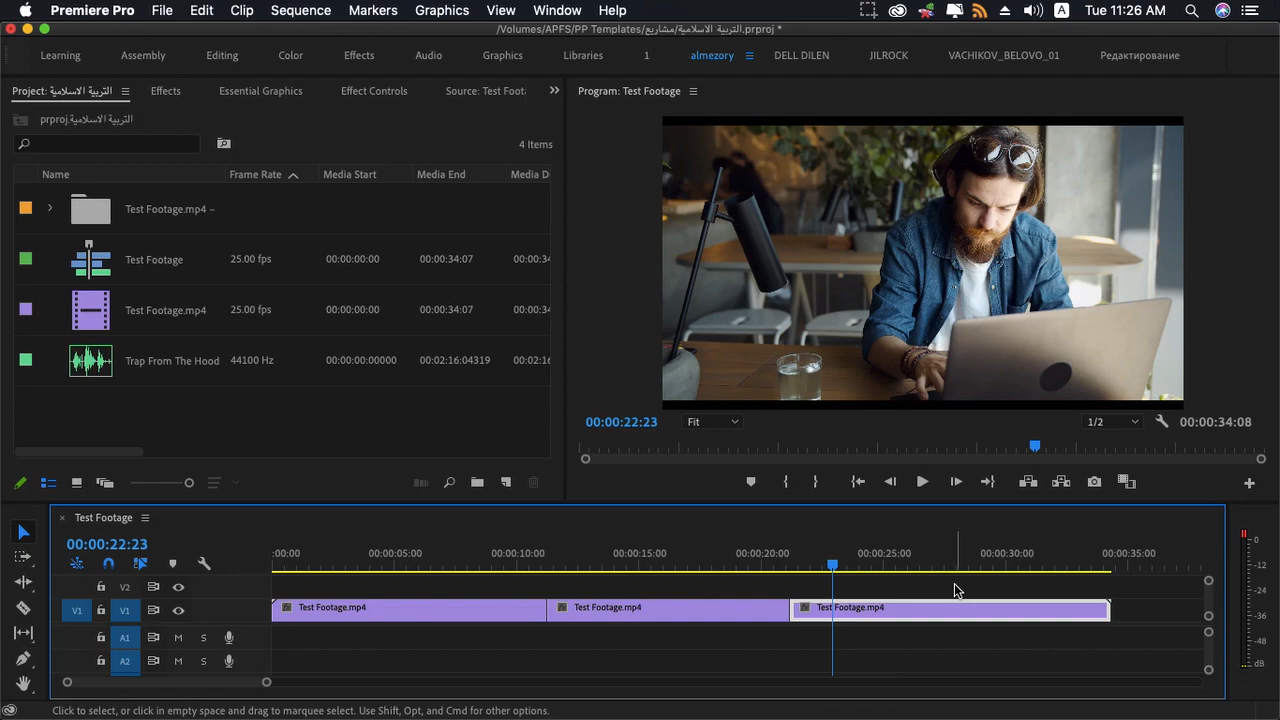 Premiere Pro File Edit Clip Sequence Markers Graphics View Window Help A Tue 11:26 AM
/Volumes/APFS/PP Templates/مشاريع/التربية الاسلامية.prproj *
Learning Assembly Editing Color Effects Audio Graphics Libraries 1 almezory DELL DILEN JILROCK VACHIKOV_BELOVO_01 Редактирование
Project: التربية الاسلامية Effects Essential Graphics Effect Controls Source: Test Foota
Program: Test Footage
التربية الاسلامية.prproj
4 Items
Name Frame Rate Media Start Media End Media D
Test Footage.mp4 –
Test Footage 25.00 fps 00:00:00:00 00:00:34:07 00:00:34
Test Footage.mp4 25.00 fps 00:00:00:00 00:00:34:07 00:00:34
Trap From The Hood 44100 Hz 00:00:00:00000 00:02:16:04319 00:02:16
00:00:22:23 Fit 1/2 00:00:34:08
Test Footage
00:00:22:23
:00:00 00:00:05:00 00:00:10:00 00:00:15:00 00:00:20:00 00:00:25:00 00:00:30:00 00:00:35:00
V2
V1 V1 Test Footage.mp4 Test Footage.mp4 Test Footage.mp4
A1 M S
A2 M S
0
-12
-24
-36
-48
dB
Click to select, or click in empty space and drag to marquee select. Use Shift, Opt, and Cmd for other options.